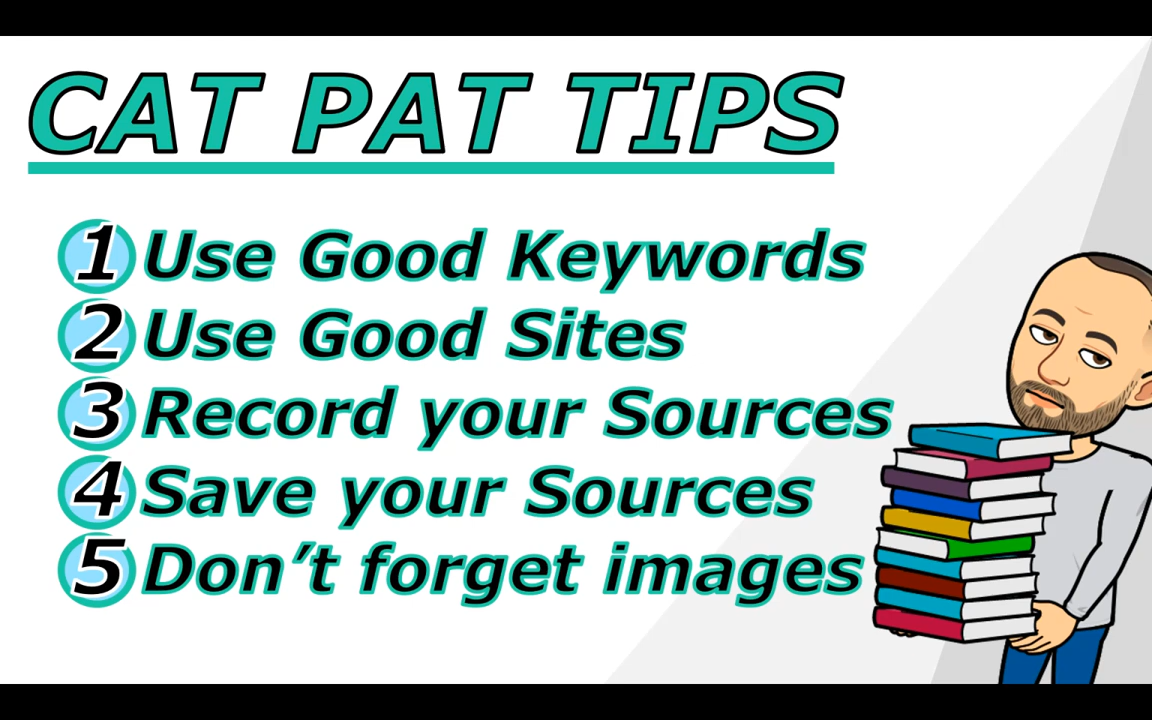 CAT PAT TIPS
1 Use Good Keywords
2 Use Good Sites
3 Record your Sources
4 Save your Sources
5 Don’t forget images